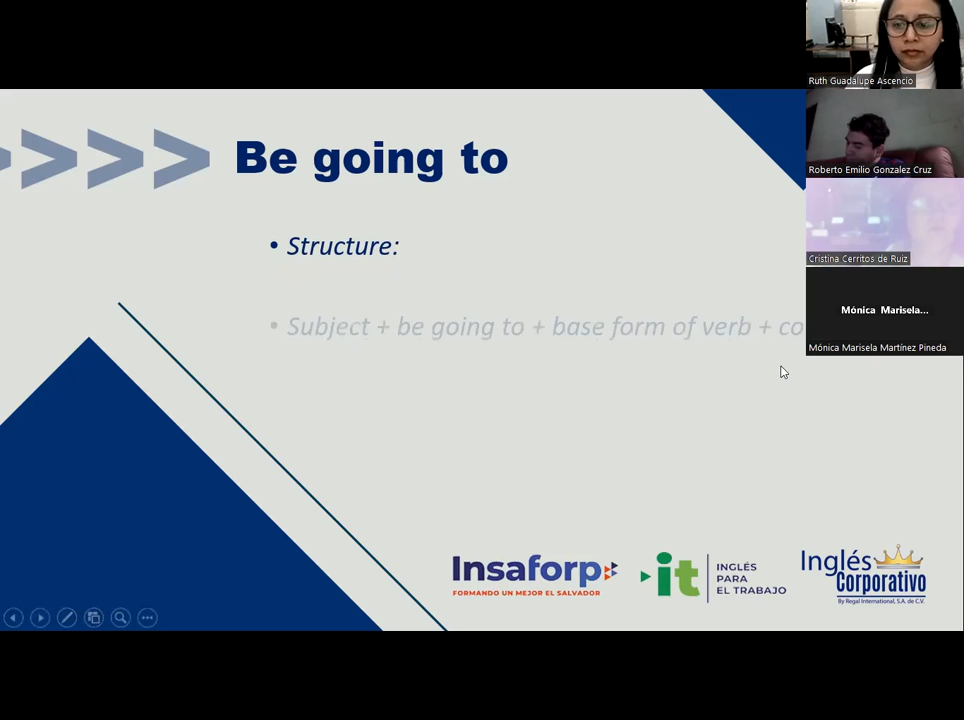 Ruth Guadalupe Ascencio
Be going to
Roberto Emilio Gonzalez Cruz
• Structure:
Cristina Cerritos de Ruiz
Mónica Marisela...
• Subject + be going to + base form of verb + co
Mónica Marisela Martínez Pineda
Insaforp
FORMANDO UN MEJOR EL SALVADOR
it
INGLÉS
PARA
EL TRABAJO
Inglés
Corporativo
By Regal International, S.A. de C.V.